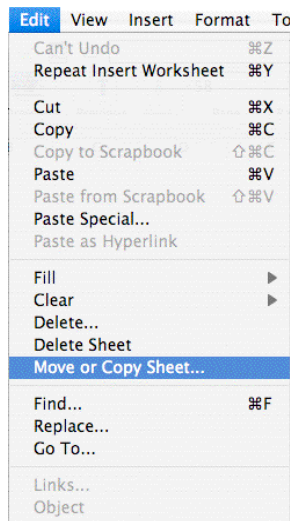 Edit View Insert Format To
Can't Undo ⌘Z
Repeat Insert Worksheet ⌘Y
Cut ⌘X
Copy ⌘C
Copy to Scrapbook ⇧⌘C
Paste ⌘V
Paste from Scrapbook ⇧⌘V
Paste Special...
Paste as Hyperlink
Fill ▶
Clear ▶
Delete...
Delete Sheet
Move or Copy Sheet...
Find... ⌘F
Replace...
Go To...
Links...
Object